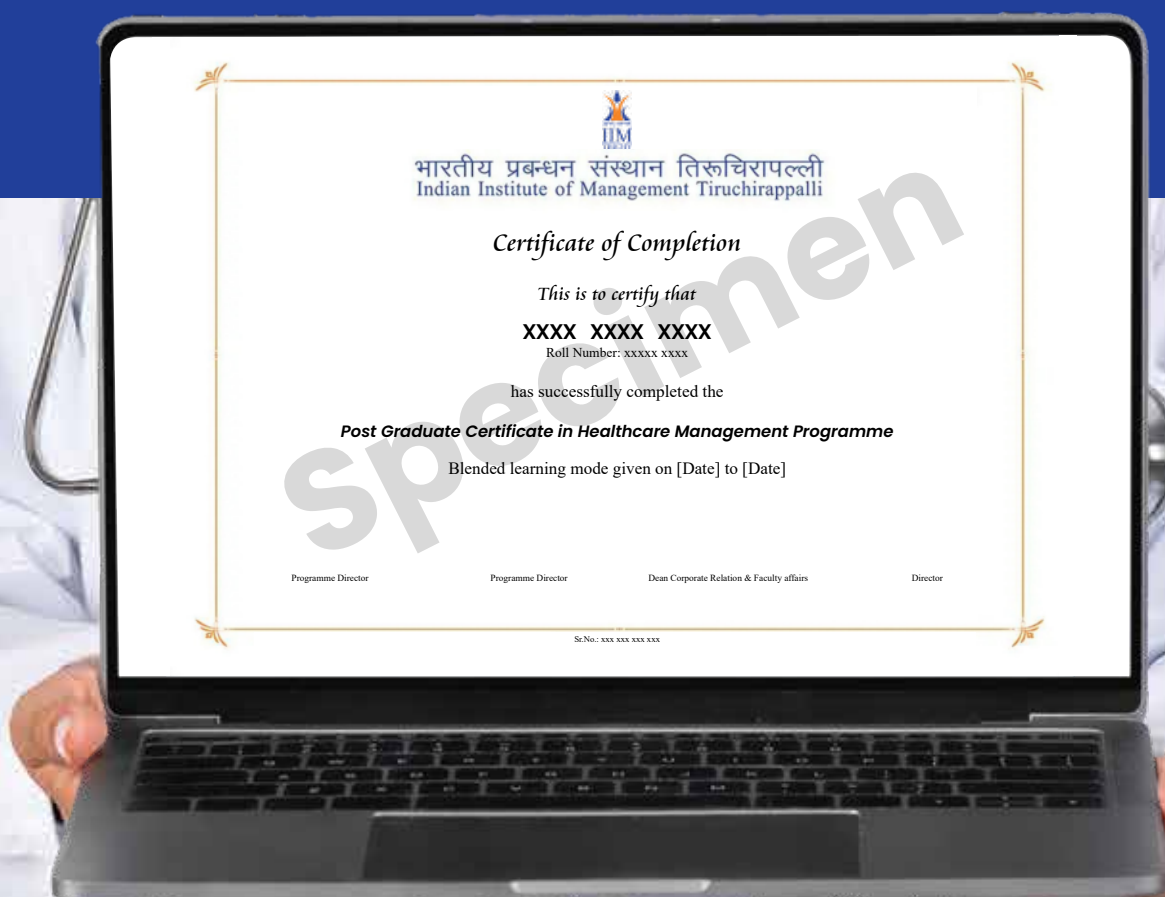 IIM
भारतीय प्रबन्धन संस्थान तिरूचिरापल्ली
Indian Institute of Management Tiruchirappalli
Certificate of Completion
This is to certify that
XXXX XXXX XXXX
Roll Number: xxxxx xxxx
has successfully completed the
Post Graduate Certificate in Healthcare Management Programme
Blended learning mode given on [Date] to [Date]
Specimen
Programme Director Programme Director Dean Corporate Relation & Faculty affairs Director
Sr.No.: xxx xxx xxx xxx